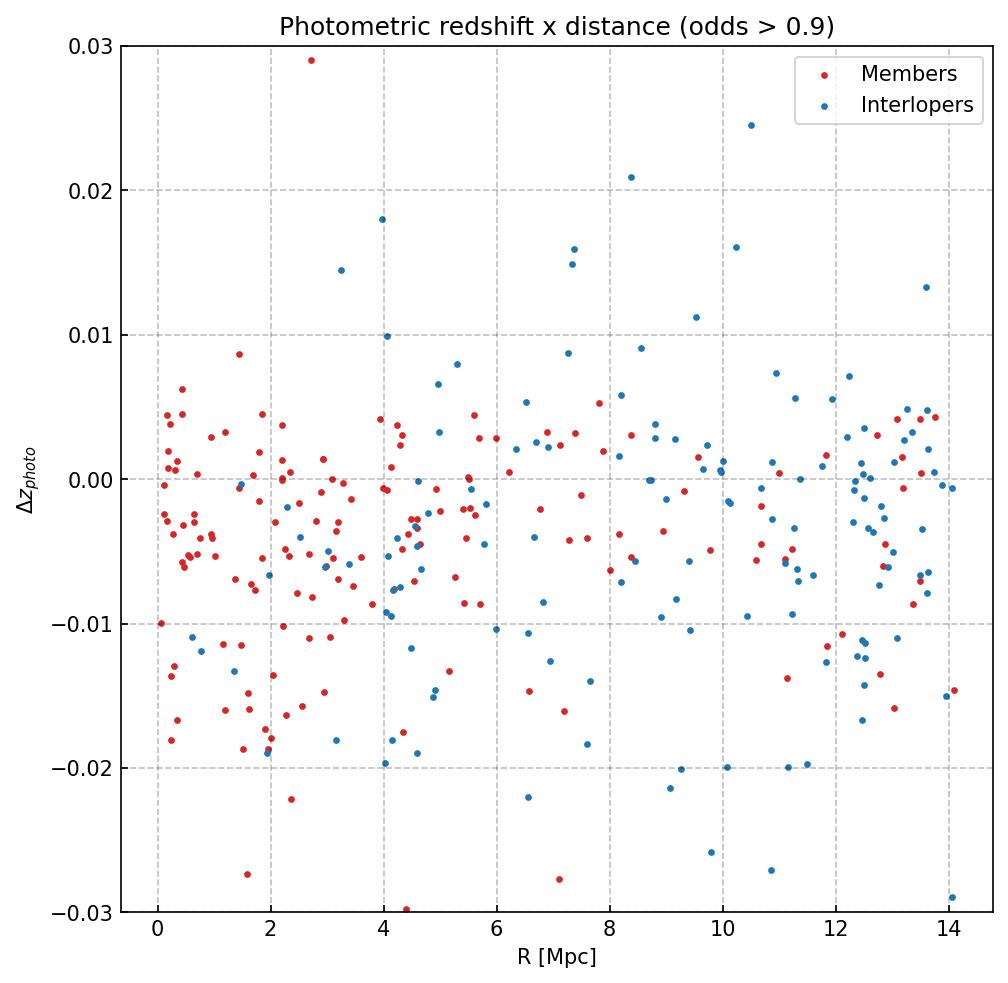 Photometric redshift x distance (odds > 0.9)
Members
Interlopers
0.03
0.02
0.01
0.00
−0.01
−0.02
−0.03
Δz_photo
0 2 4 6 8 10 12 14
R [Mpc]